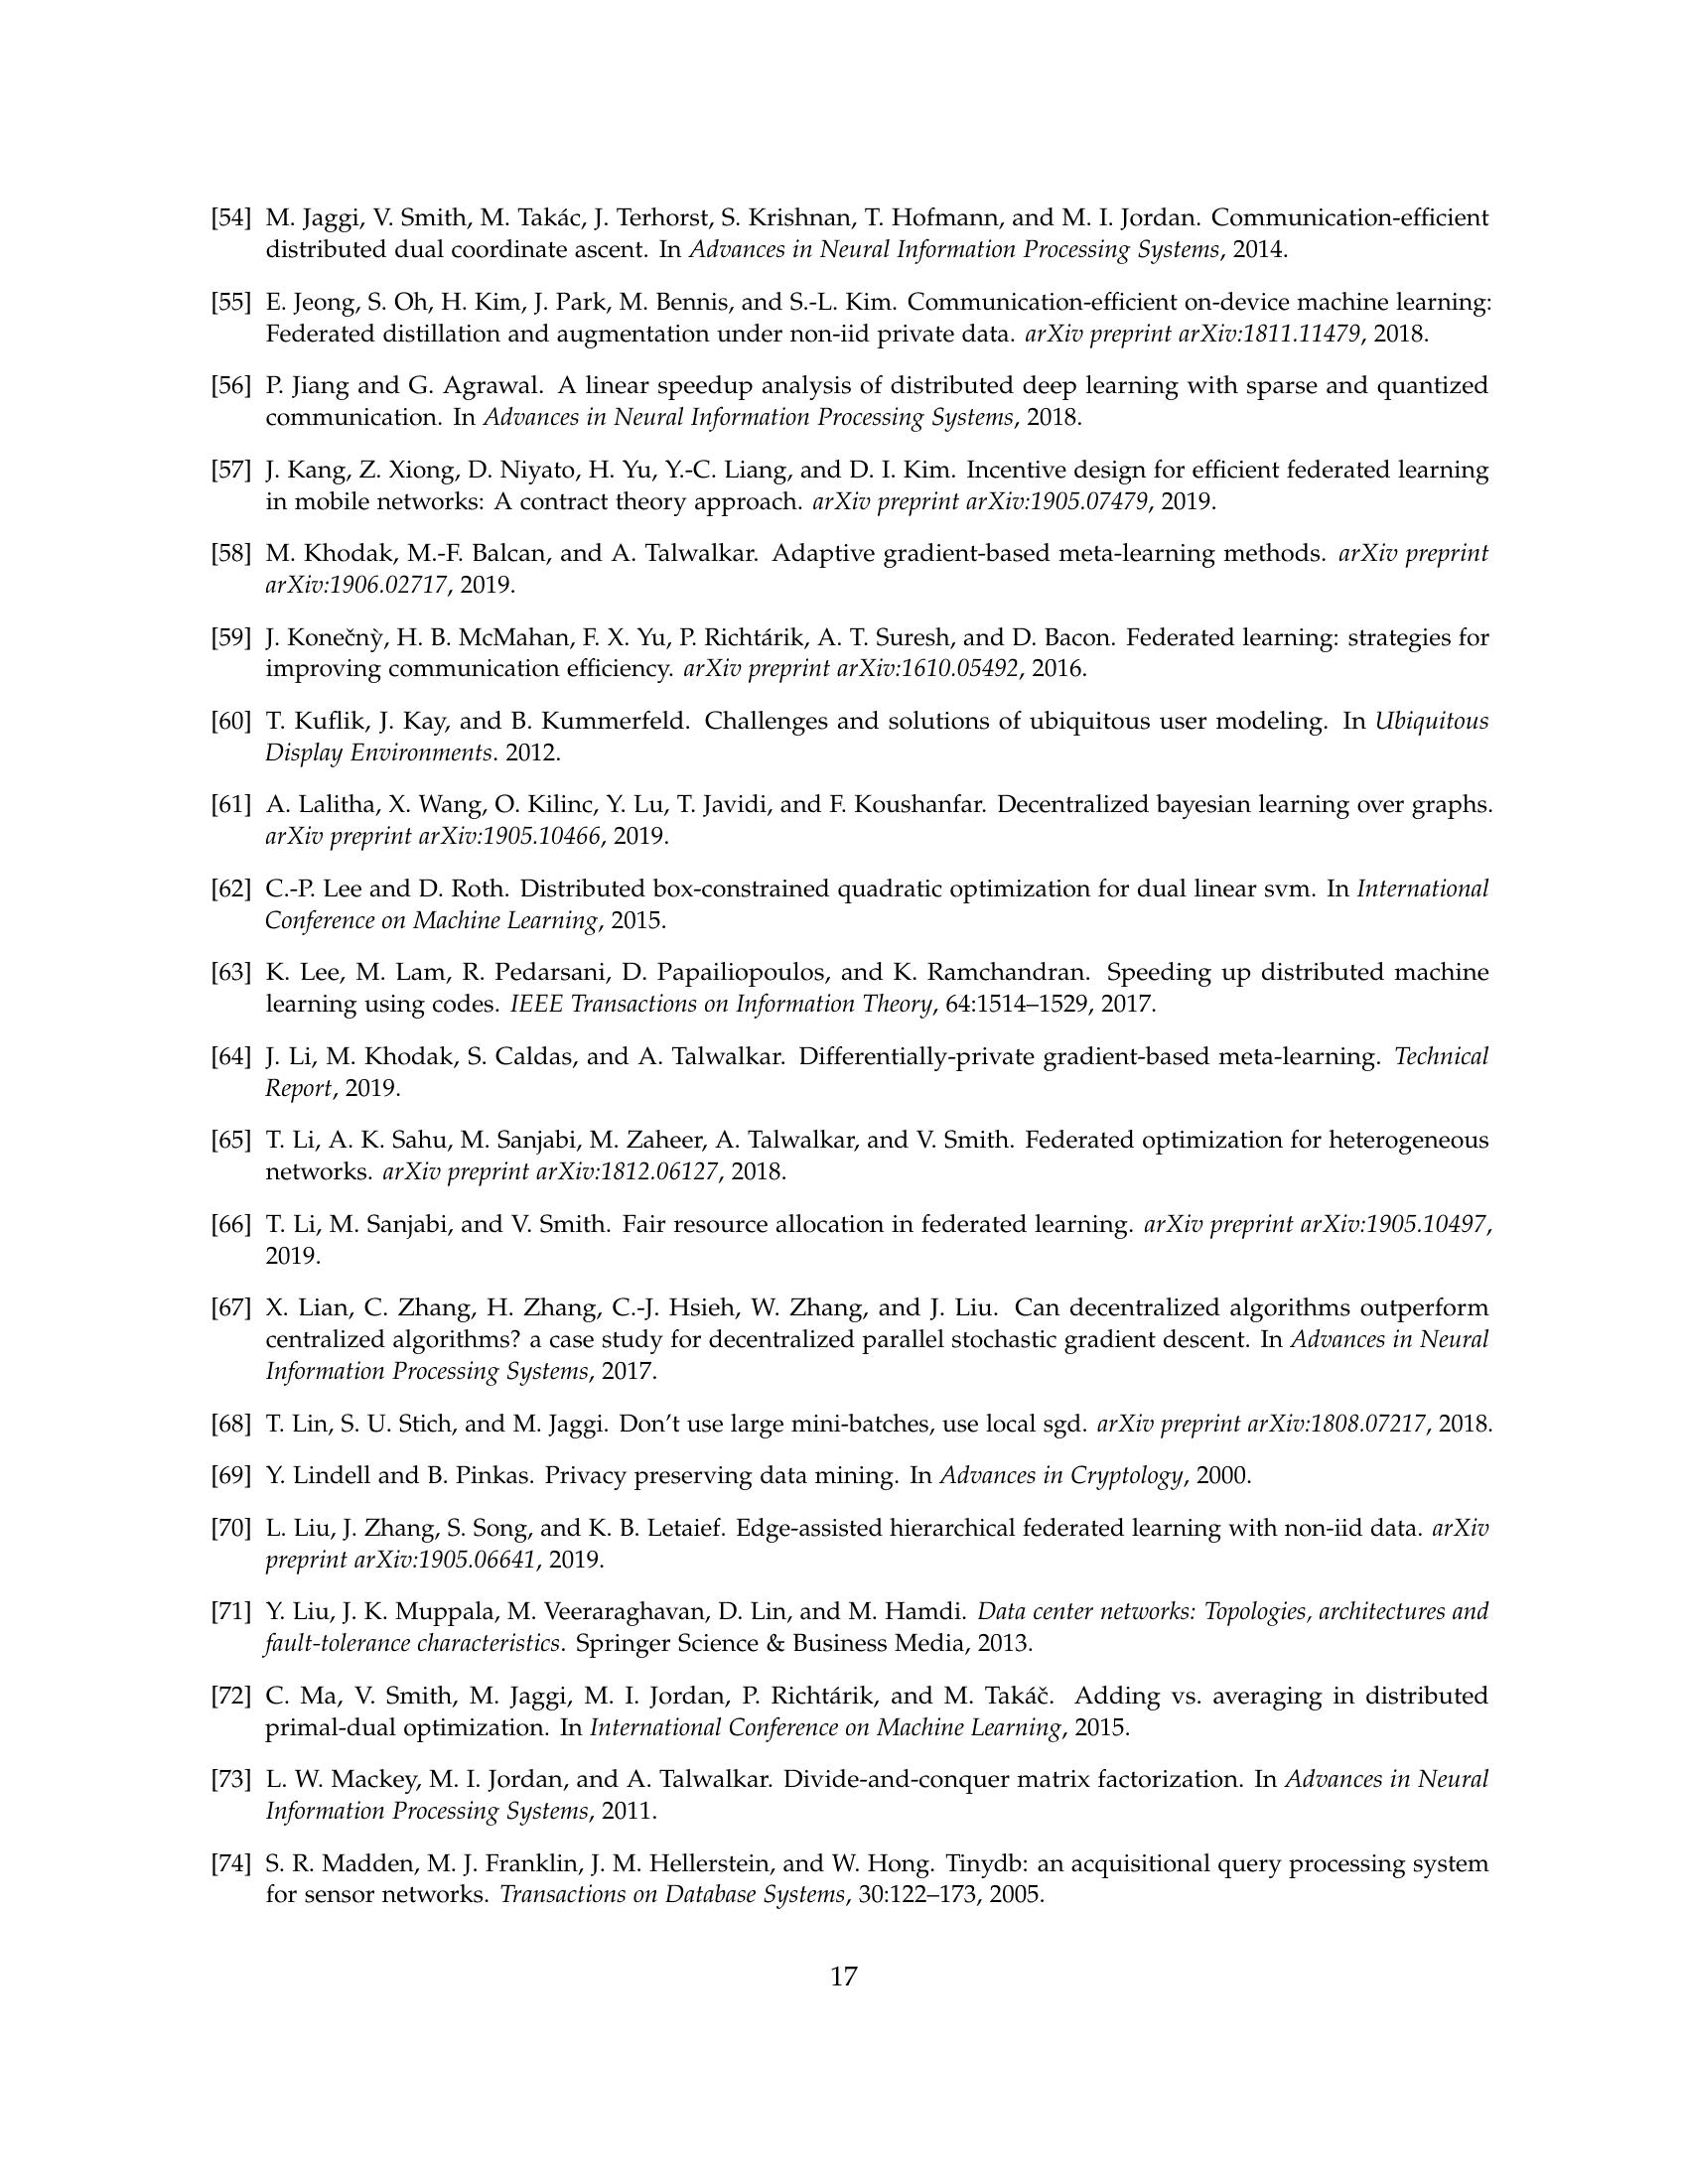 [54] M. Jaggi, V. Smith, M. Takác, J. Terhorst, S. Krishnan, T. Hofmann, and M. I. Jordan. Communication-efficient
distributed dual coordinate ascent. In Advances in Neural Information Processing Systems, 2014.
[55] E. Jeong, S. Oh, H. Kim, J. Park, M. Bennis, and S.-L. Kim. Communication-efficient on-device machine learning:
Federated distillation and augmentation under non-iid private data. arXiv preprint arXiv:1811.11479, 2018.
[56] P. Jiang and G. Agrawal. A linear speedup analysis of distributed deep learning with sparse and quantized
communication. In Advances in Neural Information Processing Systems, 2018.
[57] J. Kang, Z. Xiong, D. Niyato, H. Yu, Y.-C. Liang, and D. I. Kim. Incentive design for efficient federated learning
in mobile networks: A contract theory approach. arXiv preprint arXiv:1905.07479, 2019.
[58] M. Khodak, M.-F. Balcan, and A. Talwalkar. Adaptive gradient-based meta-learning methods. arXiv preprint
arXiv:1906.02717, 2019.
[59] J. Konečnỳ, H. B. McMahan, F. X. Yu, P. Richtárik, A. T. Suresh, and D. Bacon. Federated learning: strategies for
improving communication efficiency. arXiv preprint arXiv:1610.05492, 2016.
[60] T. Kuflik, J. Kay, and B. Kummerfeld. Challenges and solutions of ubiquitous user modeling. In Ubiquitous
Display Environments. 2012.
[61] A. Lalitha, X. Wang, O. Kilinc, Y. Lu, T. Javidi, and F. Koushanfar. Decentralized bayesian learning over graphs.
arXiv preprint arXiv:1905.10466, 2019.
[62] C.-P. Lee and D. Roth. Distributed box-constrained quadratic optimization for dual linear svm. In International
Conference on Machine Learning, 2015.
[63] K. Lee, M. Lam, R. Pedarsani, D. Papailiopoulos, and K. Ramchandran. Speeding up distributed machine
learning using codes. IEEE Transactions on Information Theory, 64:1514–1529, 2017.
[64] J. Li, M. Khodak, S. Caldas, and A. Talwalkar. Differentially-private gradient-based meta-learning. Technical
Report, 2019.
[65] T. Li, A. K. Sahu, M. Sanjabi, M. Zaheer, A. Talwalkar, and V. Smith. Federated optimization for heterogeneous
networks. arXiv preprint arXiv:1812.06127, 2018.
[66] T. Li, M. Sanjabi, and V. Smith. Fair resource allocation in federated learning. arXiv preprint arXiv:1905.10497,
2019.
[67] X. Lian, C. Zhang, H. Zhang, C.-J. Hsieh, W. Zhang, and J. Liu. Can decentralized algorithms outperform
centralized algorithms? a case study for decentralized parallel stochastic gradient descent. In Advances in Neural
Information Processing Systems, 2017.
[68] T. Lin, S. U. Stich, and M. Jaggi. Don't use large mini-batches, use local sgd. arXiv preprint arXiv:1808.07217, 2018.
[69] Y. Lindell and B. Pinkas. Privacy preserving data mining. In Advances in Cryptology, 2000.
[70] L. Liu, J. Zhang, S. Song, and K. B. Letaief. Edge-assisted hierarchical federated learning with non-iid data. arXiv
preprint arXiv:1905.06641, 2019.
[71] Y. Liu, J. K. Muppala, M. Veeraraghavan, D. Lin, and M. Hamdi. Data center networks: Topologies, architectures and
fault-tolerance characteristics. Springer Science & Business Media, 2013.
[72] C. Ma, V. Smith, M. Jaggi, M. I. Jordan, P. Richtárik, and M. Takáč. Adding vs. averaging in distributed
primal-dual optimization. In International Conference on Machine Learning, 2015.
[73] L. W. Mackey, M. I. Jordan, and A. Talwalkar. Divide-and-conquer matrix factorization. In Advances in Neural
Information Processing Systems, 2011.
[74] S. R. Madden, M. J. Franklin, J. M. Hellerstein, and W. Hong. Tinydb: an acquisitional query processing system
for sensor networks. Transactions on Database Systems, 30:122–173, 2005.
17